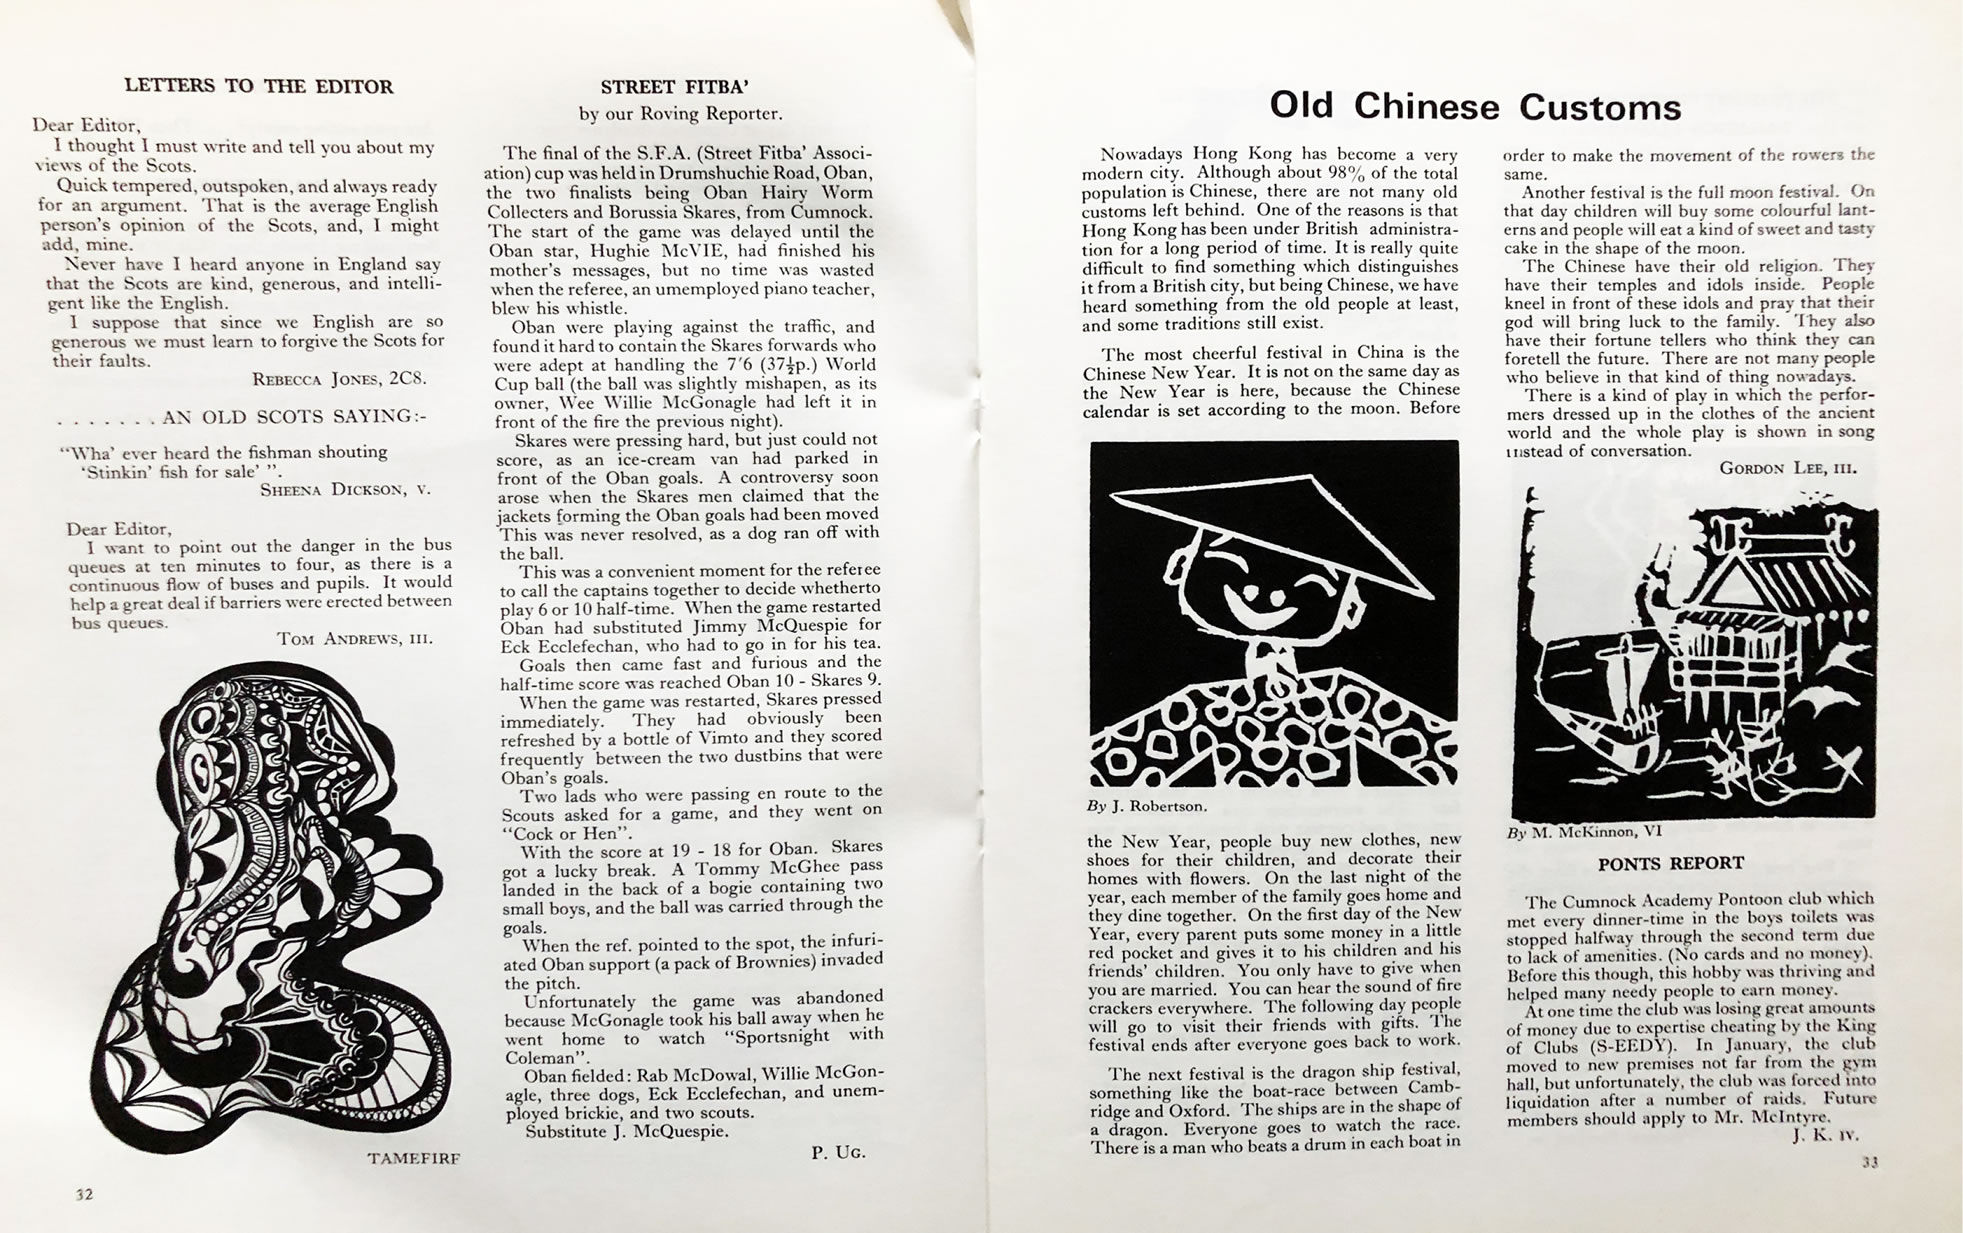 LETTERS TO THE EDITOR
Dear Editor,
I thought I must write and tell you about my
views of the Scots.
Quick tempered, outspoken, and always ready
for an argument. That is the average English
person's opinion of the Scots, and, I might
add, mine.
Never have I heard anyone in England say
that the Scots are kind, generous, and intelli-
gent like the English.
I suppose that since we English are so
generous we must learn to forgive the Scots for
their faults.
REBECCA JONES, 2C8.
. . . . . . . AN OLD SCOTS SAYING:-
"Wha' ever heard the fishman shouting
'Stinkin' fish for sale' ".
SHEENA DICKSON, V.
Dear Editor,
I want to point out the danger in the bus
queues at ten minutes to four, as there is a
continuous flow of buses and pupils. It would
help a great deal if barriers were erected between
bus queues.
TOM ANDREWS, III.
TAMEFIRF
32
STREET FITBA'
by our Roving Reporter.
The final of the S.F.A. (Street Fitba' Associ-
ation) cup was held in Drumshuchie Road, Oban,
the two finalists being Oban Hairy Worm
Collecters and Borussia Skares, from Cumnock.
The start of the game was delayed until the
Oban star, Hughie McVIE, had finished his
mother's messages, but no time was wasted
when the referee, an umemployed piano teacher,
blew his whistle.
Oban were playing against the traffic, and
found it hard to contain the Skares forwards who
were adept at handling the 7'6 (37½p.) World
Cup ball (the ball was slightly mishapen, as its
owner, Wee Willie McGonagle had left it in
front of the fire the previous night).
Skares were pressing hard, but just could not
score, as an ice-cream van had parked in
front of the Oban goals. A controversy soon
arose when the Skares men claimed that the
jackets forming the Oban goals had been moved
This was never resolved, as a dog ran off with
the ball.
This was a convenient moment for the referee
to call the captains together to decide whetherto
play 6 or 10 half-time. When the game restarted
Oban had substituted Jimmy McQuespie for
Eck Ecclefechan, who had to go in for his tea.
Goals then came fast and furious and the
half-time score was reached Oban 10 - Skares 9.
When the game was restarted, Skares pressed
immediately. They had obviously been
refreshed by a bottle of Vimto and they scored
frequently between the two dustbins that were
Oban's goals.
Two lads who were passing en route to the
Scouts asked for a game, and they went on
"Cock or Hen".
With the score at 19 - 18 for Oban. Skares
got a lucky break. A Tommy McGhee pass
landed in the back of a bogie containing two
small boys, and the ball was carried through the
goals.
When the ref. pointed to the spot, the infuri-
ated Oban support (a pack of Brownies) invaded
the pitch.
Unfortunately the game was abandoned
because McGonagle took his ball away when he
went home to watch "Sportsnight with
Coleman".
Oban fielded: Rab McDowal, Willie McGon-
agle, three dogs, Eck Ecclefechan, and unem-
ployed brickie, and two scouts.
Substitute J. McQuespie.
P. UG.
Old Chinese Customs
Nowadays Hong Kong has become a very
modern city. Although about 98% of the total
population is Chinese, there are not many old
customs left behind. One of the reasons is that
Hong Kong has been under British administra-
tion for a long period of time. It is really quite
difficult to find something which distinguishes
it from a British city, but being Chinese, we have
heard something from the old people at least,
and some traditions still exist.
The most cheerful festival in China is the
Chinese New Year. It is not on the same day as
the New Year is here, because the Chinese
calendar is set according to the moon. Before
By J. Robertson.
the New Year, people buy new clothes, new
shoes for their children, and decorate their
homes with flowers. On the last night of the
year, each member of the family goes home and
they dine together. On the first day of the New
Year, every parent puts some money in a little
red pocket and gives it to his children and his
friends' children. You only have to give when
you are married. You can hear the sound of fire
crackers everywhere. The following day people
will go to visit their friends with gifts. The
festival ends after everyone goes back to work.
The next festival is the dragon ship festival,
something like the boat-race between Camb-
ridge and Oxford. The ships are in the shape of
a dragon. Everyone goes to watch the race.
There is a man who beats a drum in each boat in
order to make the movement of the rowers the
same.
Another festival is the full moon festival. On
that day children will buy some colourful lant-
erns and people will eat a kind of sweet and tasty
cake in the shape of the moon.
The Chinese have their old religion. They
have their temples and idols inside. People
kneel in front of these idols and pray that their
god will bring luck to the family. They also
have their fortune tellers who think they can
foretell the future. There are not many people
who believe in that kind of thing nowadays.
There is a kind of play in which the perfor-
mers dressed up in the clothes of the ancient
world and the whole play is shown in song
instead of conversation.
GORDON LEE, III.
By M. McKinnon, VI
PONTS REPORT
The Cumnock Academy Pontoon club which
met every dinner-time in the boys toilets was
stopped halfway through the second term due
to lack of amenities. (No cards and no money).
Before this though, this hobby was thriving and
helped many needy people to earn money.
At one time the club was losing great amounts
of money due to expertise cheating by the King
of Clubs (S-EEDY). In January, the club
moved to new premises not far from the gym
hall, but unfortunately, the club was forced into
liquidation after a number of raids. Future
members should apply to Mr. McIntyre.
J. K. IV.
33